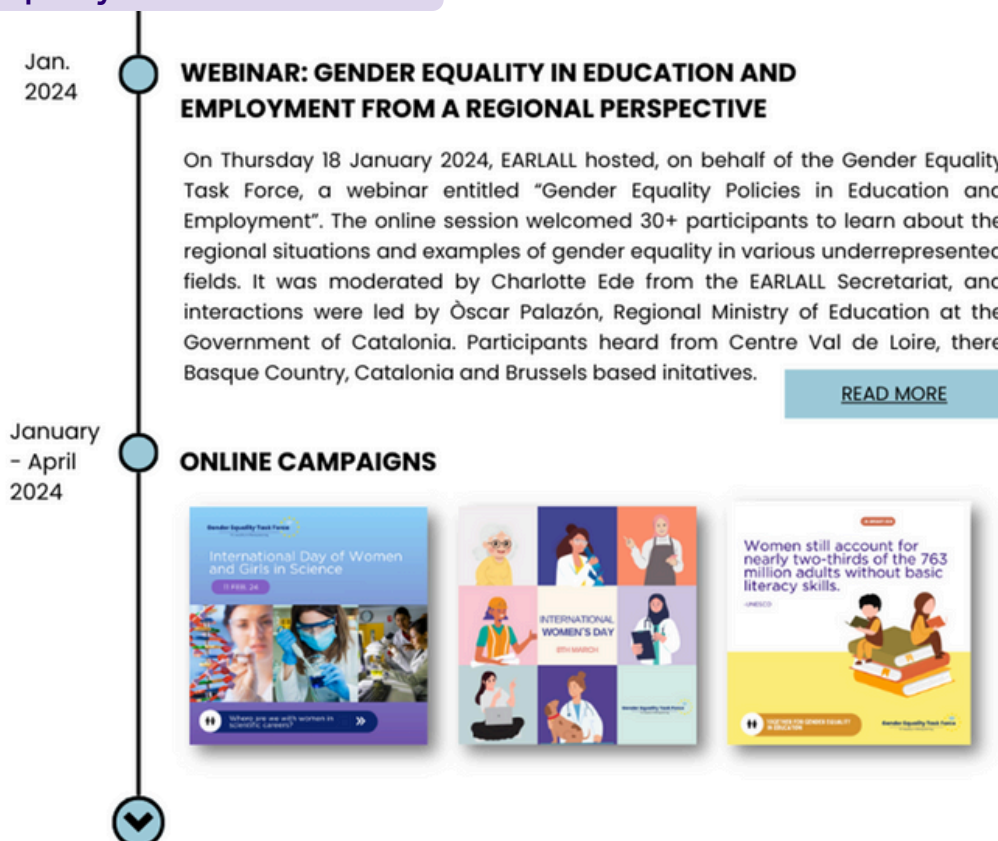 Jan.
2024
WEBINAR: GENDER EQUALITY IN EDUCATION AND
EMPLOYMENT FROM A REGIONAL PERSPECTIVE
On Thursday 18 January 2024, EARLALL hosted, on behalf of the Gender Equality
Task Force, a webinar entitled “Gender Equality Policies in Education and
Employment”. The online session welcomed 30+ participants to learn about the
regional situations and examples of gender equality in various underrepresented
fields. It was moderated by Charlotte Ede from the EARLALL Secretariat, and
interactions were led by Òscar Palazón, Regional Ministry of Education at the
Government of Catalonia. Participants heard from Centre Val de Loire, there
Basque Country, Catalonia and Brussels based initatives.
READ MORE
January
- April
2024
ONLINE CAMPAIGNS
Gender Equality Task Force
International Day of Women
and Girls in Science
11 FEB. 24
Where are we with women in
scientific careers?
INTERNATIONAL
WOMEN'S DAY
8TH MARCH
Gender Equality Task Force
Women still account for
nearly two-thirds of the 763
million adults without basic
literacy skills.
-UNESCO
TOGETHER FOR GENDER EQUALITY
IN EDUCATION
Gender Equality Task Force